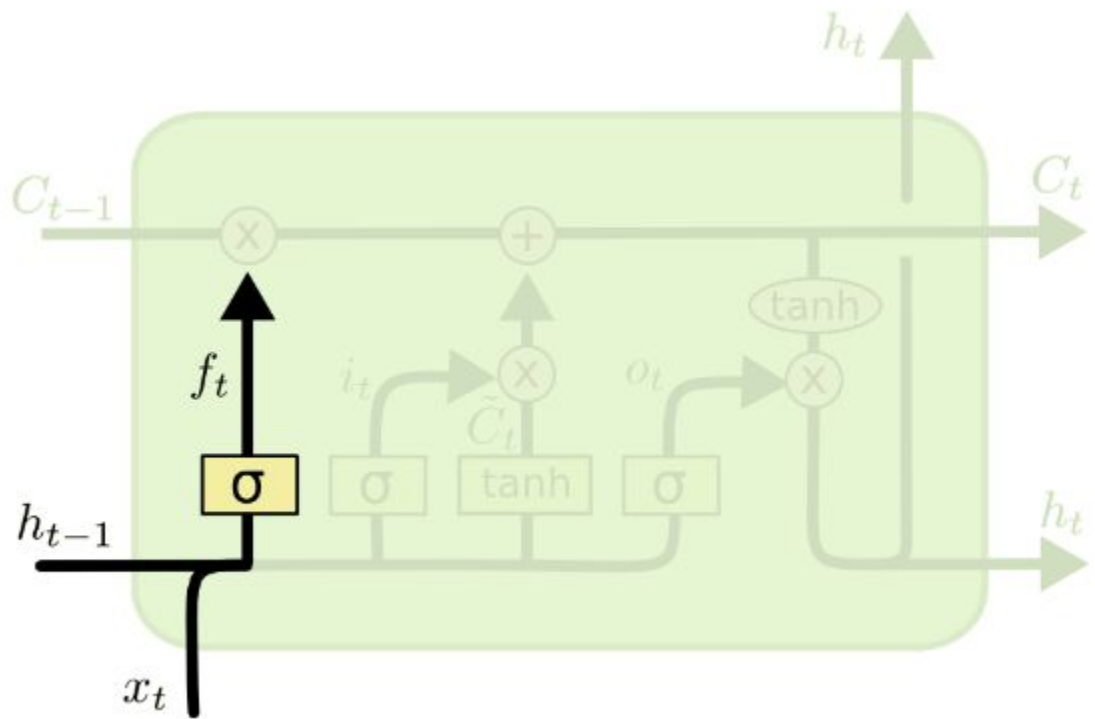 h_t
C_{t-1}
C_t
x
+
tanh
f_t
i_t
x
o_t
x
C̃_t
σ
σ
tanh
σ
h_{t-1}
h_t
x_t